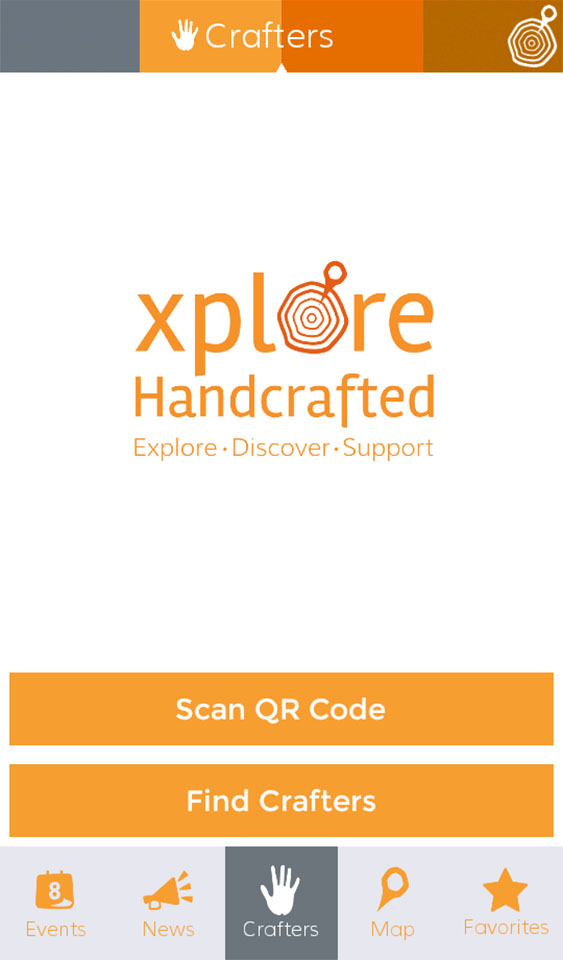 Crafters
xplore
Handcrafted
Explore · Discover · Support
Scan QR Code
Find Crafters
8
Events
News
Crafters
Map
Favorites